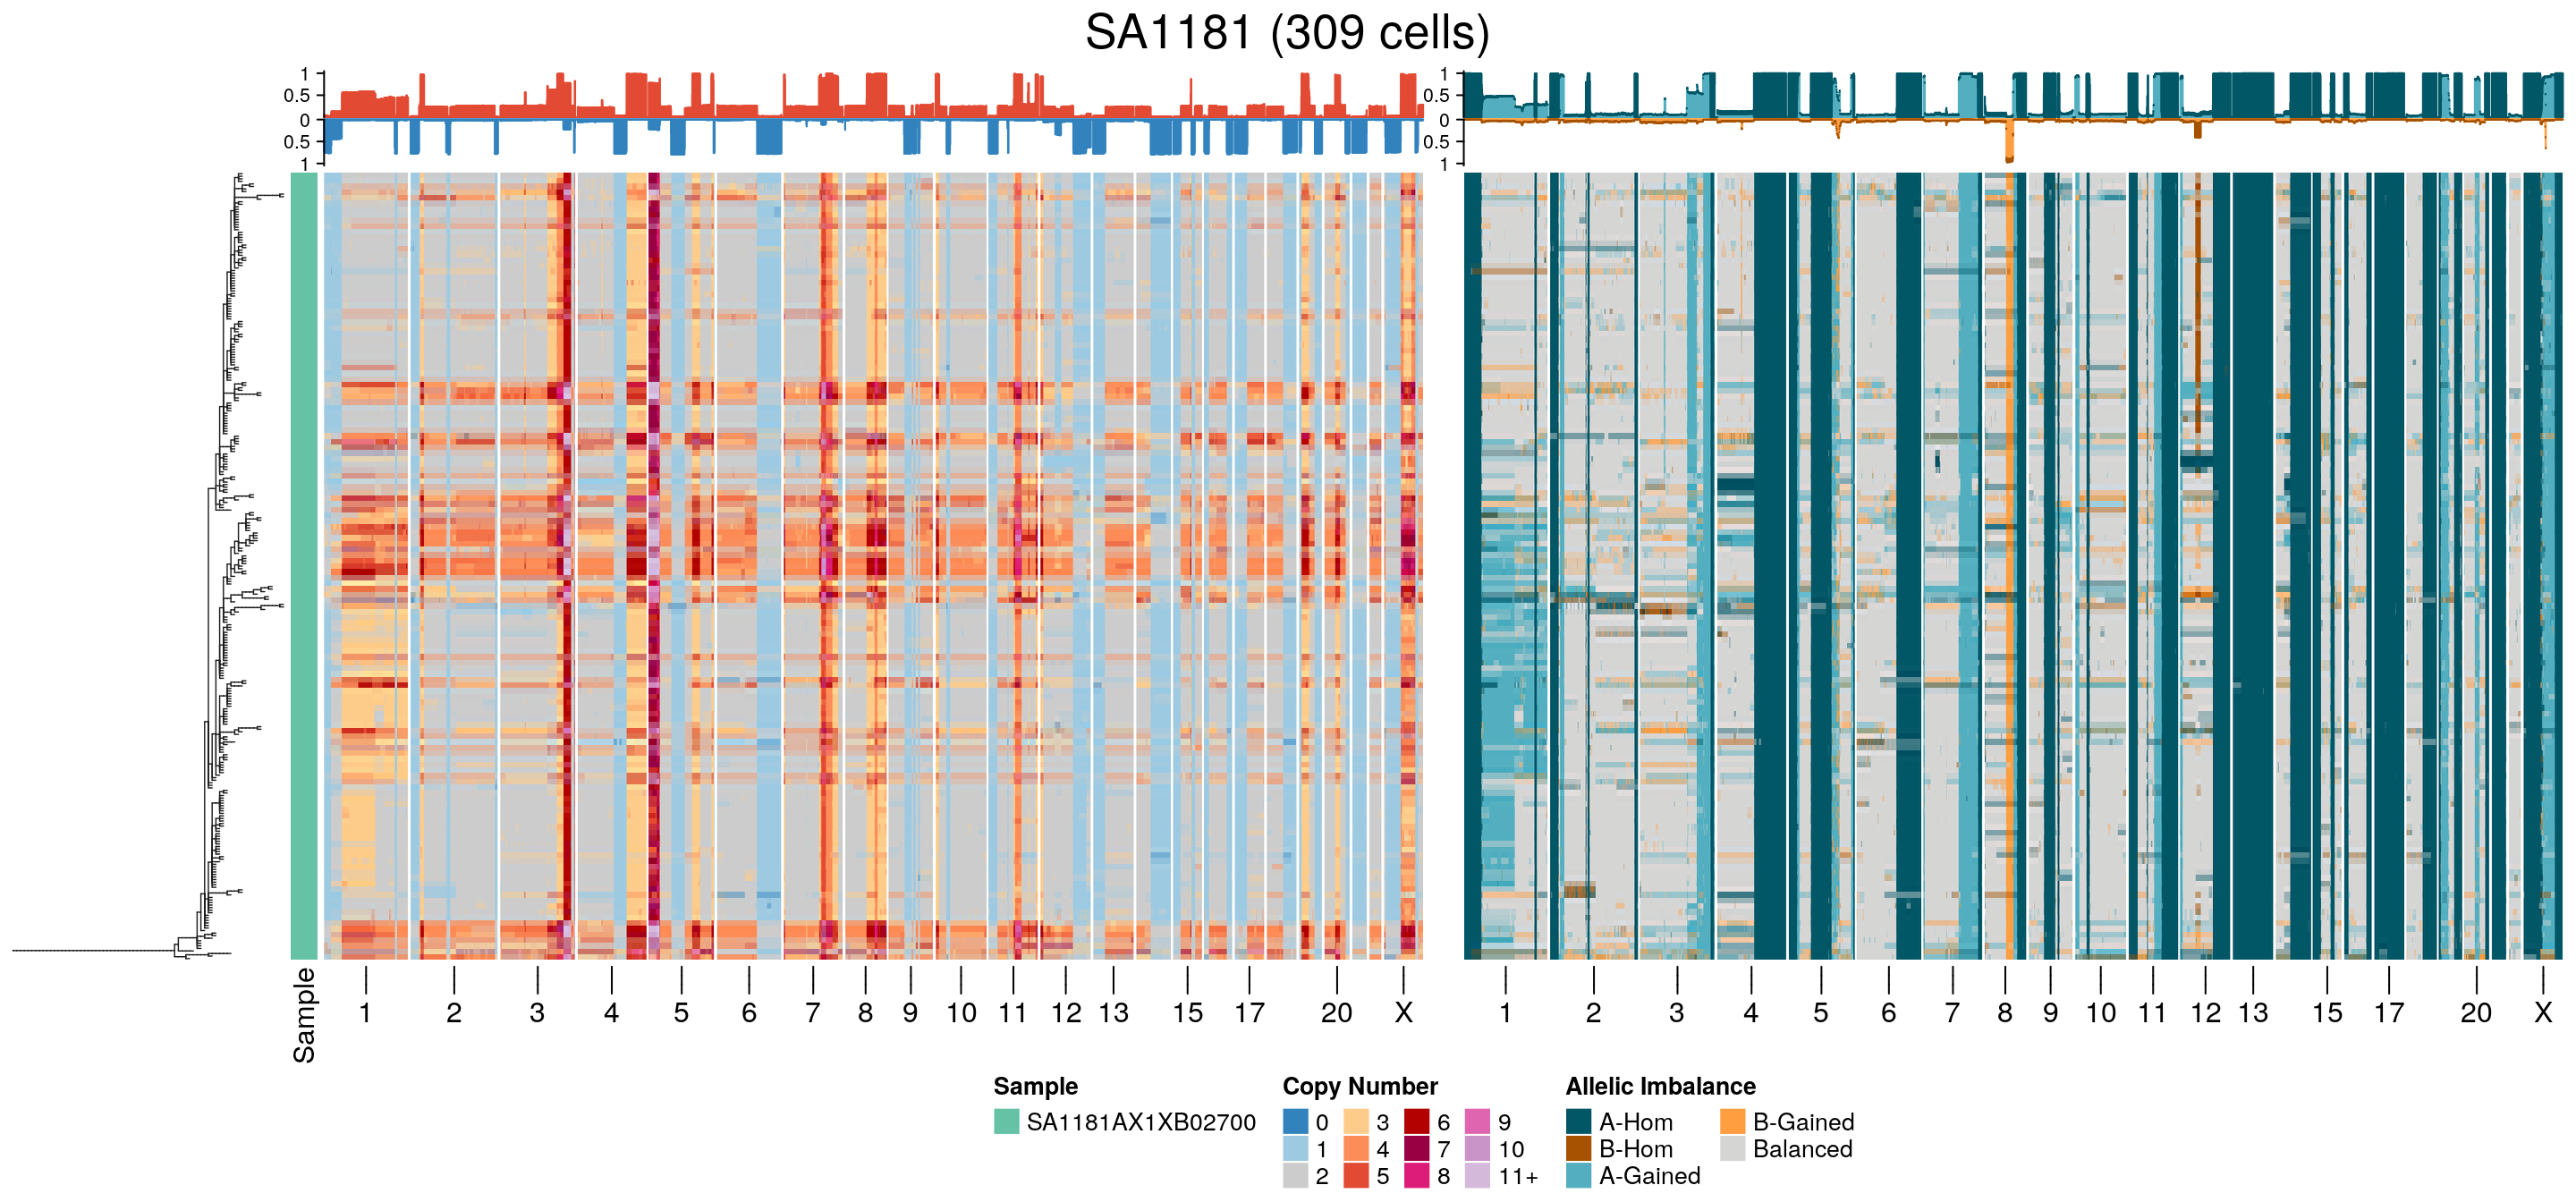 SA1181 (309 cells)
1 0.5 0 0.5 1
1 0.5 0 0.5 1
Sample
1 2 3 4 5 6 7 8 9 10 11 12 13 15 17 20 X
1 2 3 4 5 6 7 8 9 10 11 12 13 15 17 20 X
Sample
SA1181AX1XB02700
Copy Number
0 3 6 9
1 4 7 10
2 5 8 11+
Allelic Imbalance
A-Hom B-Gained
B-Hom Balanced
A-Gained